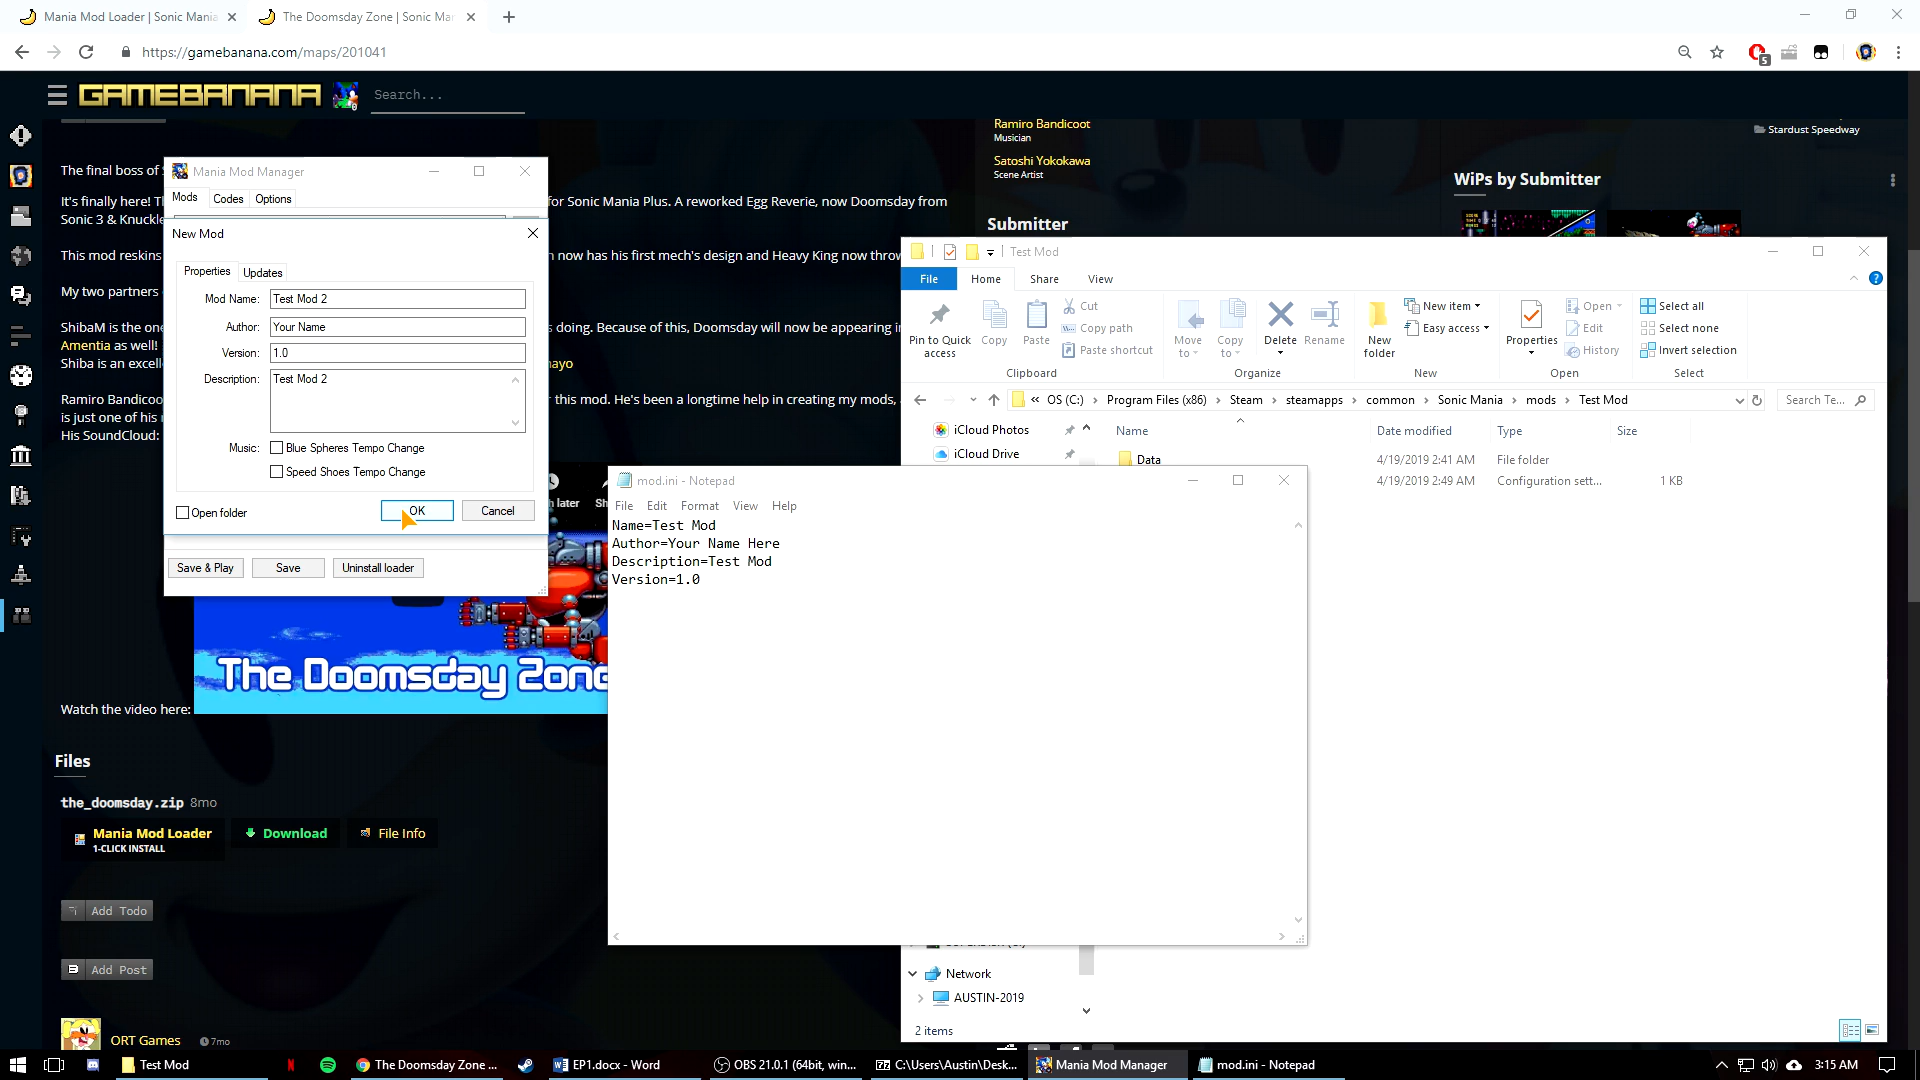 Mania Mod Loader | Sonic Mania
The Doomsday Zone | Sonic Mar
https://gamebanana.com/maps/201041
5
GAMEBANANA
Search...
Ramiro Bandicoot
Musician
Satoshi Yokokawa
Scene Artist
Stardust Speedway
WiPs by Submitter
Submitter
The final boss of
for Sonic Mania Plus. A reworked Egg Reverie, now Doomsday from
Sonic 3 & Knuckle
This mod reskins
n now has his first mech's design and Heavy King now throw
My two partners
ShibaM is the one
s doing. Because of this, Doomsday will now be appearing i
Amentia as well!
Shiba is an excell
Ramiro Bandicoo
this mod. He's been a longtime help in creating my mods,
is just one of his
His SoundCloud:
Mania Mod Manager
Mods
Codes
Options
New Mod
Properties
Updates
Mod Name:
Test Mod 2
Author:
Your Name
Version:
1.0
Description:
Test Mod 2
Music:
Blue Spheres Tempo Change
Speed Shoes Tempo Change
Open folder
OK
Cancel
Save & Play
Save
Uninstall loader
Test Mod
File
Home
Share
View
Pin to Quick access
Copy
Paste
Cut
Copy path
Paste shortcut
Clipboard
Move to
Copy to
Delete
Rename
Organize
New folder
New item
Easy access
New
Properties
Open
Edit
History
Open
Select all
Select none
Invert selection
Select
« OS (C:) > Program Files (x86) > Steam > steamapps > common > Sonic Mania > mods > Test Mod
Search Te...
iCloud Photos
iCloud Drive
Name
Date modified
Type
Size
Data
4/19/2019 2:41 AM
File folder
4/19/2019 2:49 AM
Configuration sett...
1 KB
mod.ini - Notepad
File
Edit
Format
View
Help
Name=Test Mod
Author=Your Name Here
Description=Test Mod
Version=1.0
later
The Doomsday Zone
Watch the video here:
Files
the_doomsday.zip 8mo
Mania Mod Loader
1-CLICK INSTALL
Download
File Info
Add Todo
Add Post
ORT Games
7mo
Network
AUSTIN-2019
2 items
Test Mod
The Doomsday Zone ...
EP1.docx - Word
OBS 21.0.1 (64bit, win...
C:\Users\Austin\Desk...
Mania Mod Manager
mod.ini - Notepad
3:15 AM